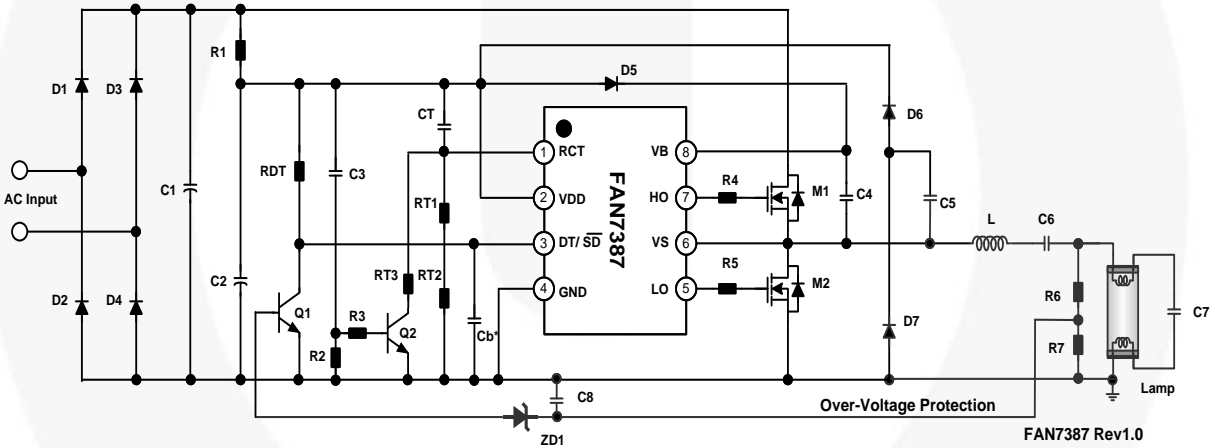 R1
D5
D1
D3
CT
D6
1
RCT
VB
8
RDT
C3
C1
FAN7387
R4
M1
AC Input
RT1
2
VDD
HO
7
C4
C5
L
C6
3
DT/ SD
VS
6
C2
RT3
RT2
R5
M2
D2
D4
4
GND
LO
5
R6
C7
Q1
R3
Q2
Cb*
D7
R2
R7
C8
Lamp
Over-Voltage Protection
ZD1
FAN7387 Rev1.0